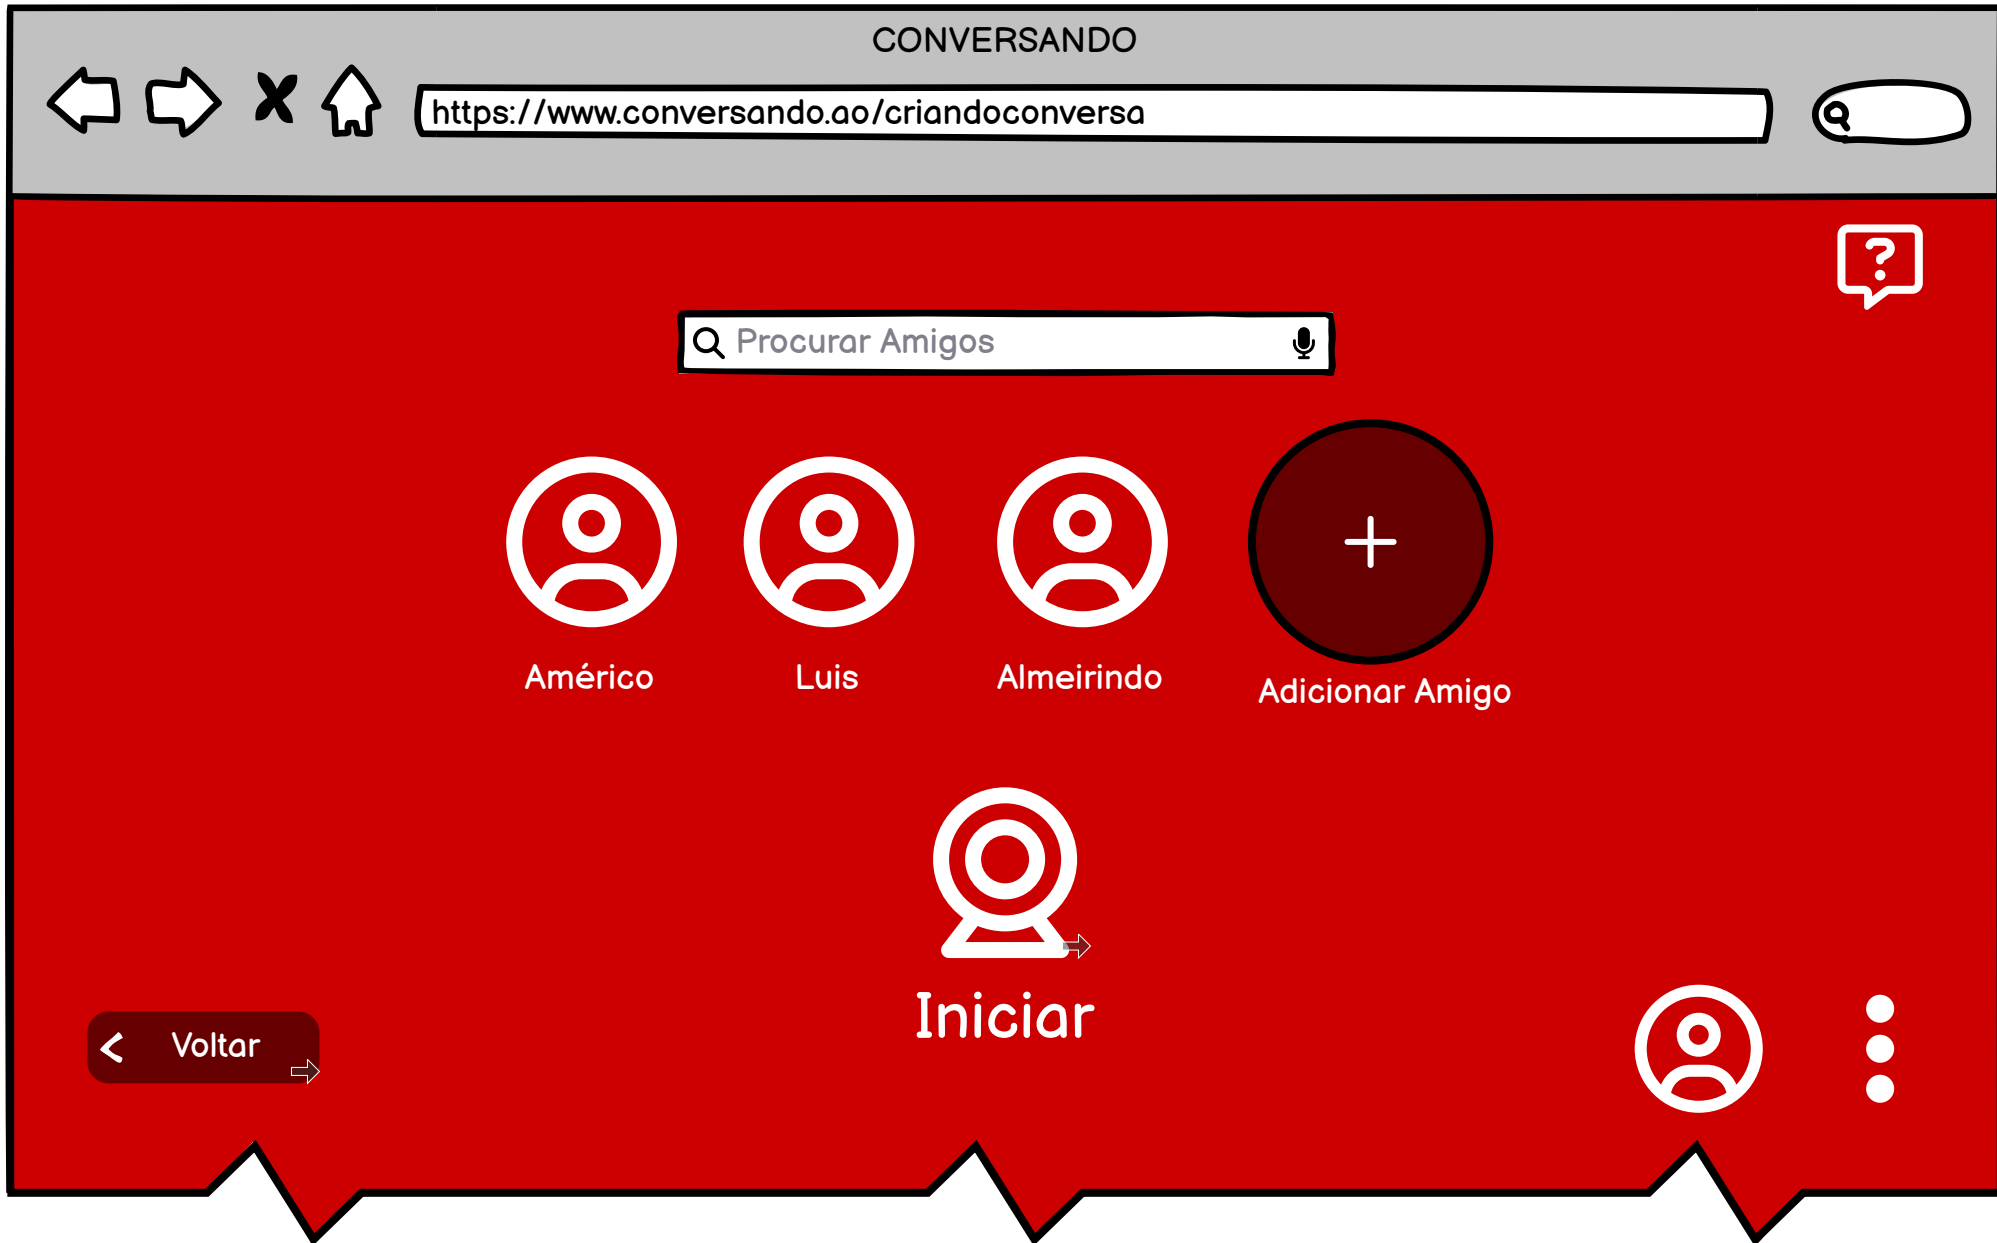 CONVERSANDO
https://www.conversando.ao/criandoconversa
?
Procurar Amigos
Américo
Luis
Almeirindo
Adicionar Amigo
Iniciar
Voltar